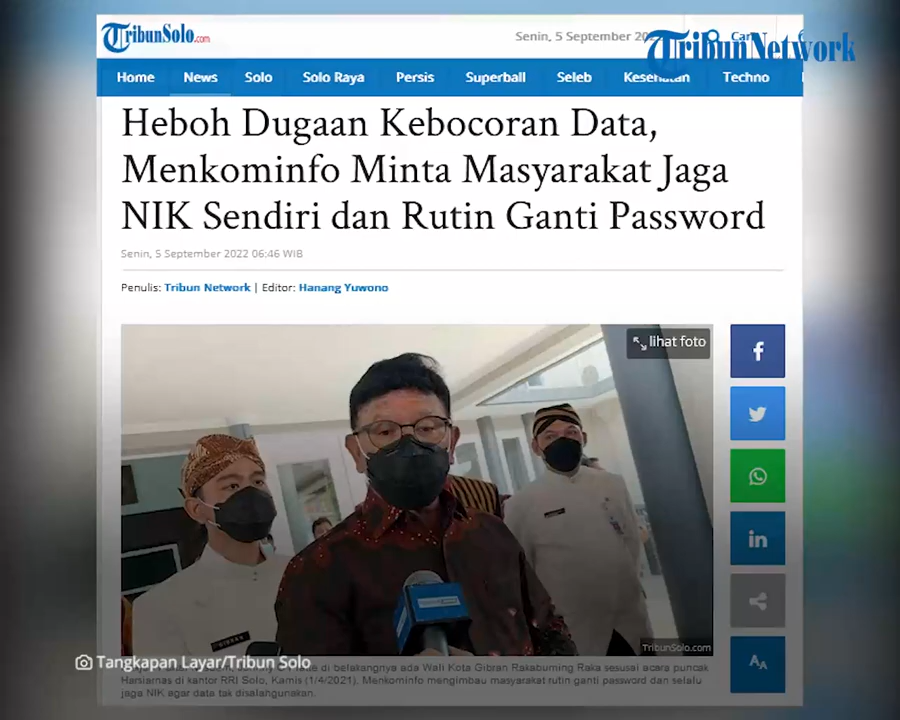 TribunSolo.com
Senin, 5 September
TribunNetwork
Home News Solo Solo Raya Persis Superball Seleb Kesehatan Techno
Heboh Dugaan Kebocoran Data,
Menkominfo Minta Masyarakat Jaga
NIK Sendiri dan Rutin Ganti Password
Senin, 5 September 2022 06:46 WIB
Penulis: Tribun Network | Editor: Hanang Yuwono
lihat foto
f
in
TribunSolo.com
AA
Tangkapan Layar/Tribun Solo
di belakangnya ada Wali Kota Gibran Rakabuming Raka sesusai acara puncak
Harsiarnas di kantor RRI Solo, Kamis (1/4/2021). Menkominfo mengimbau masyarakat rutin ganti password dan selalu
jaga NIK agar data tak disalahgunakan.